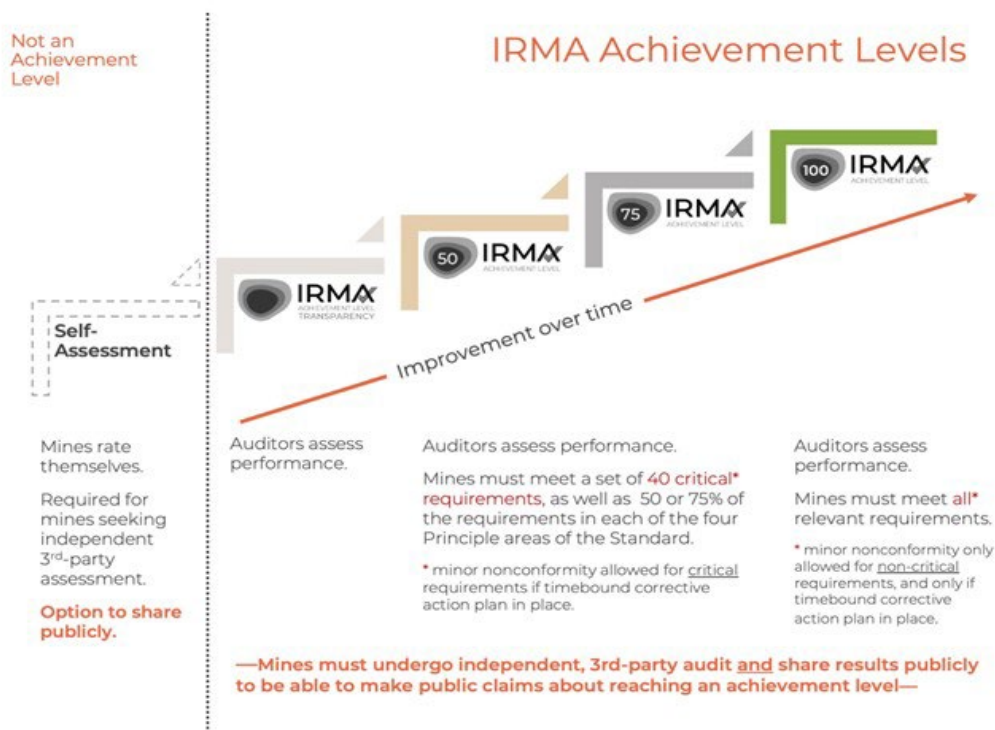 Not an
Achievement
Level
IRMA Achievement Levels
Self-
Assessment
IRMA
ACHIEVEMENT LEVEL
TRANSPARENCY
50
IRMA
ACHIEVEMENT LEVEL
75
IRMA
ACHIEVEMENT LEVEL
100
IRMA
ACHIEVEMENT LEVEL
Improvement over time
Mines rate
themselves.
Required for
mines seeking
independent
3rd-party
assessment.
Option to share
publicly.
Auditors assess
performance.
Auditors assess performance.
Mines must meet a set of 40 critical*
requirements, as well as 50 or 75% of
the requirements in each of the four
Principle areas of the Standard.
* minor nonconformity allowed for critical
requirements if timebound corrective
action plan in place.
Auditors assess
performance.
Mines must meet all*
relevant requirements.
* minor nonconformity only
allowed for non-critical
requirements, and only if
timebound corrective
action plan in place.
—Mines must undergo independent, 3rd-party audit and share results publicly
to be able to make public claims about reaching an achievement level—